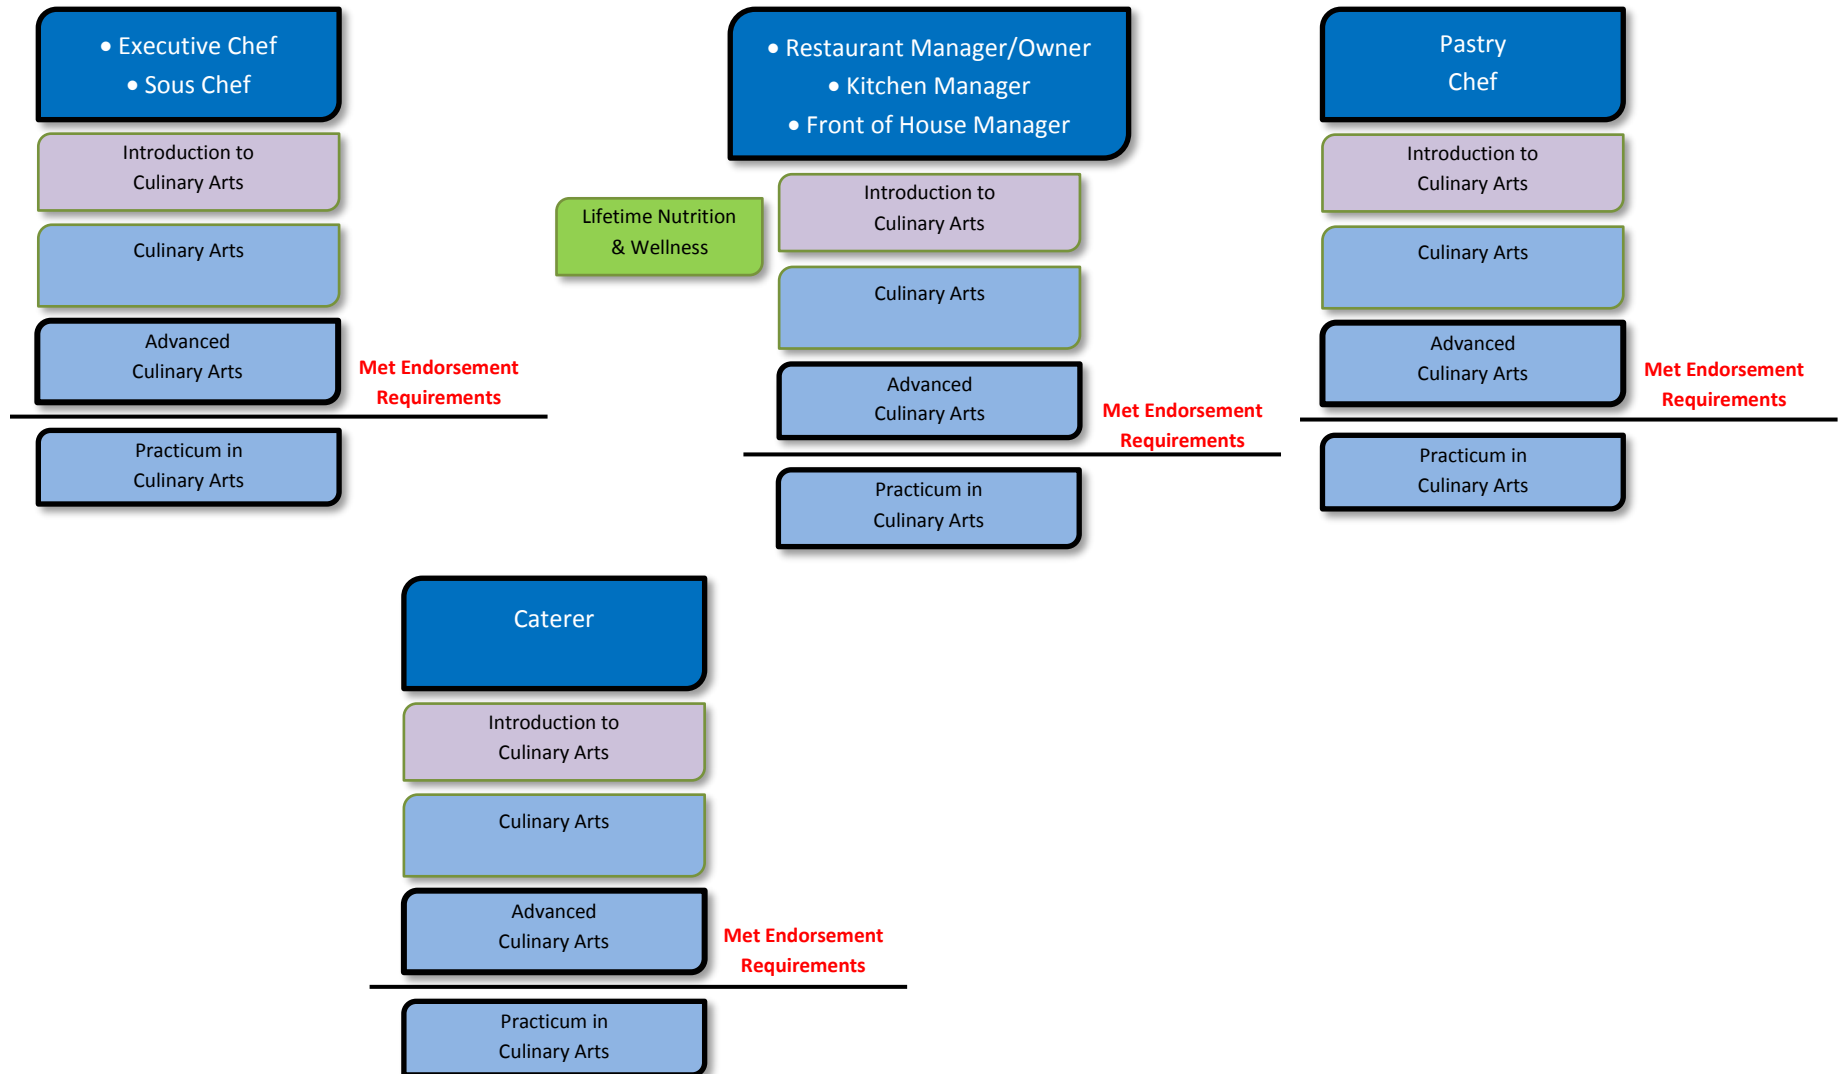 • Executive Chef
• Sous Chef
Introduction to
Culinary Arts
Culinary Arts
Advanced
Culinary Arts
Met Endorsement
Requirements
Practicum in
Culinary Arts
• Restaurant Manager/Owner
• Kitchen Manager
• Front of House Manager
Lifetime Nutrition
& Wellness
Introduction to
Culinary Arts
Culinary Arts
Advanced
Culinary Arts
Met Endorsement
Requirements
Practicum in
Culinary Arts
Pastry
Chef
Introduction to
Culinary Arts
Culinary Arts
Advanced
Culinary Arts
Met Endorsement
Requirements
Practicum in
Culinary Arts
Caterer
Introduction to
Culinary Arts
Culinary Arts
Advanced
Culinary Arts
Met Endorsement
Requirements
Practicum in
Culinary Arts